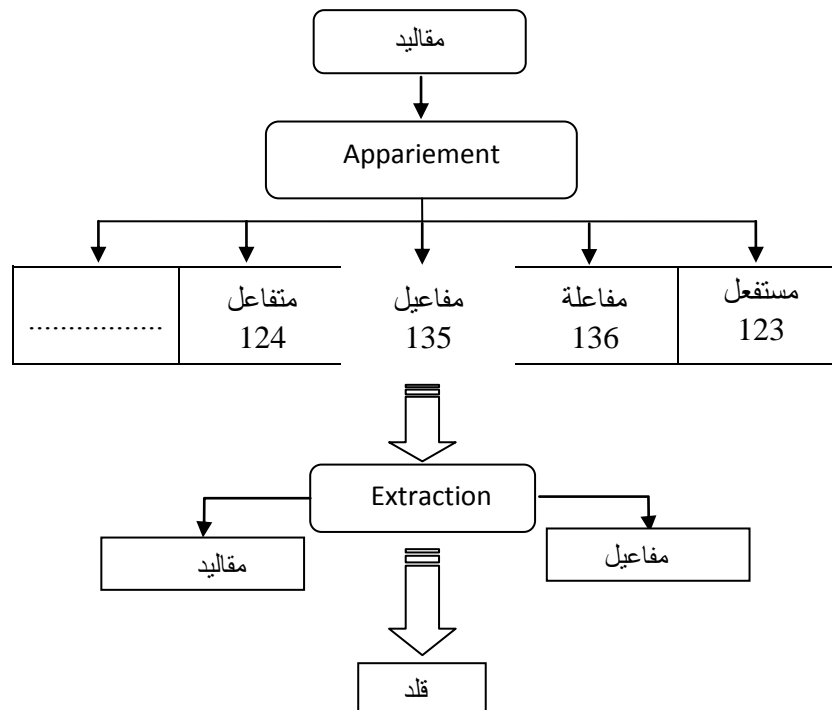 مقاليد
Appariement
.................
متفاعل
124
مفاعيل
135
مفاعلة
136
مستفعل
123
Extraction
مقاليد
مفاعيل
قلد